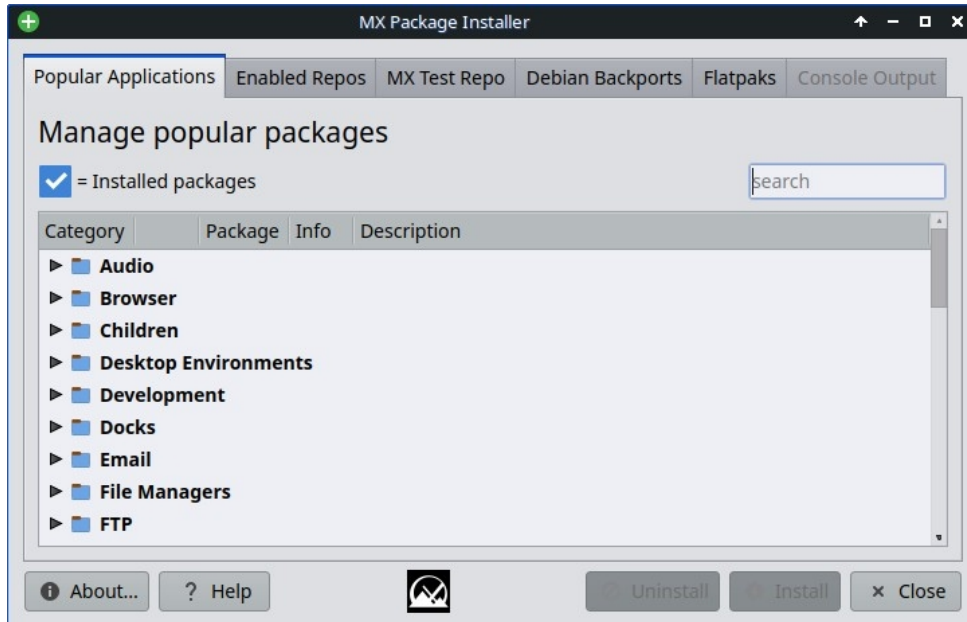 MX Package Installer
Popular Applications Enabled Repos MX Test Repo Debian Backports Flatpaks Console Output
Manage popular packages
= Installed packages search
Category Package Info Description
Audio
Browser
Children
Desktop Environments
Development
Docks
Email
File Managers
FTP
About... ? Help Uninstall Install Close